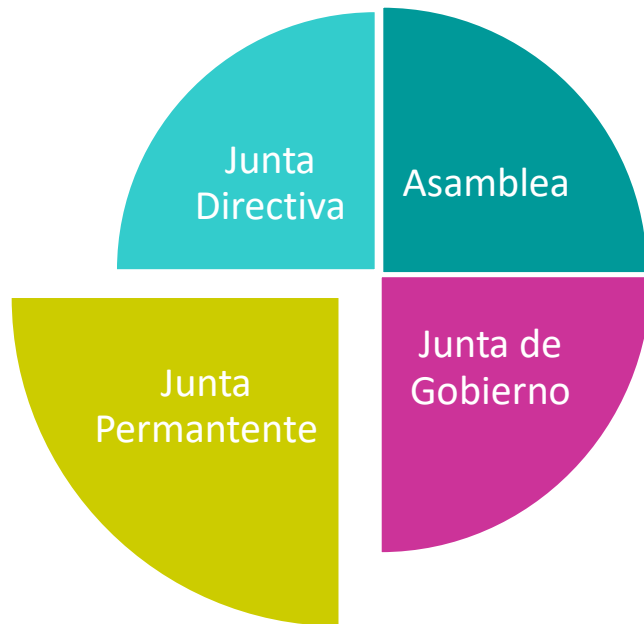 Junta
Directiva
Asamblea
Junta de
Gobierno
Junta
Permantente